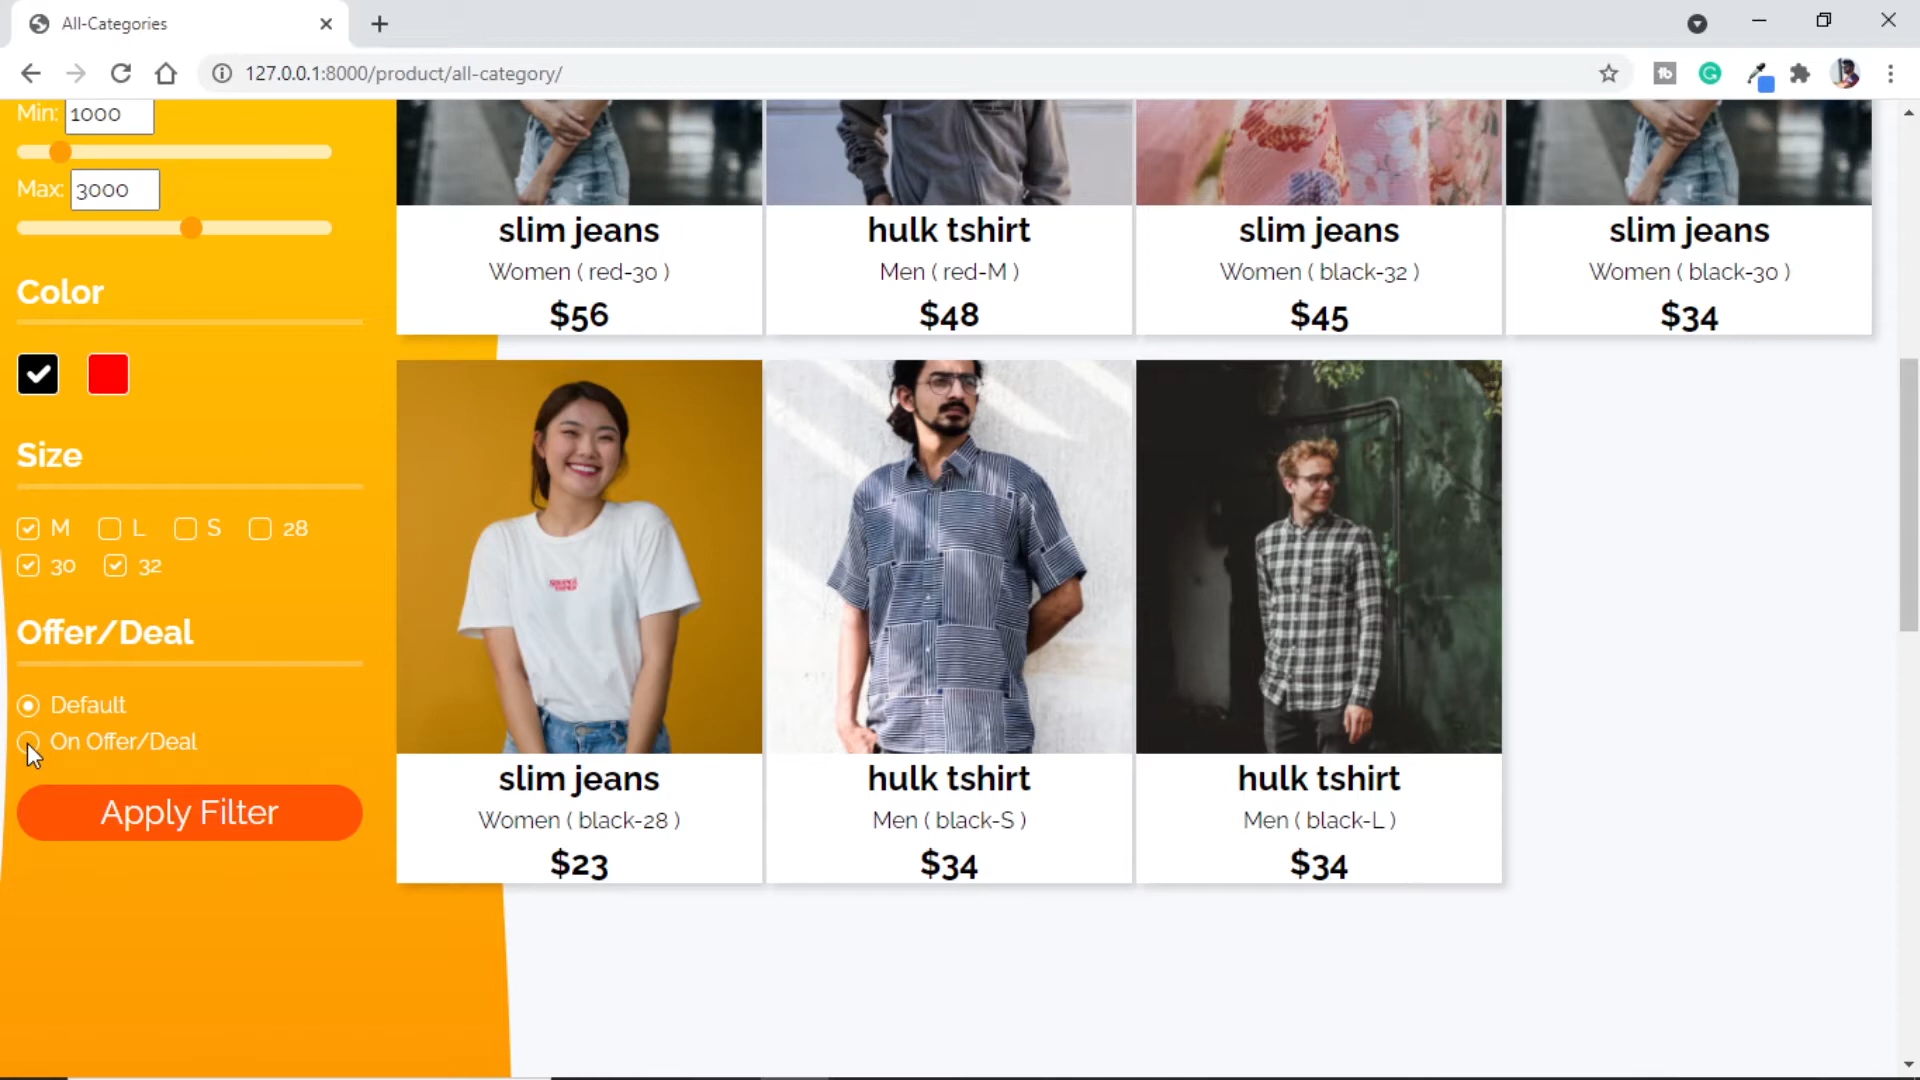 All-Categories
127.0.0.1:8000/product/all-category/
Min: 1000
Max: 3000
Color
Size
M L S 28
30 32
Offer/Deal
Default
On Offer/Deal
Apply Filter
slim jeans
Women ( red-30 )
$56
hulk tshirt
Men ( red-M )
$48
slim jeans
Women ( black-32 )
$45
slim jeans
Women ( black-30 )
$34
slim jeans
Women ( black-28 )
$23
hulk tshirt
Men ( black-S )
$34
hulk tshirt
Men ( black-L )
$34